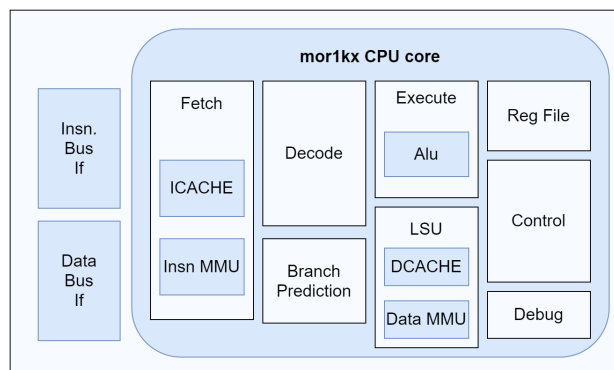 mor1kx CPU core
Insn.
Bus
If
Data
Bus
If
Fetch
ICACHE
Insn MMU
Decode
Branch
Prediction
Execute
Alu
LSU
DCACHE
Data MMU
Reg File
Control
Debug